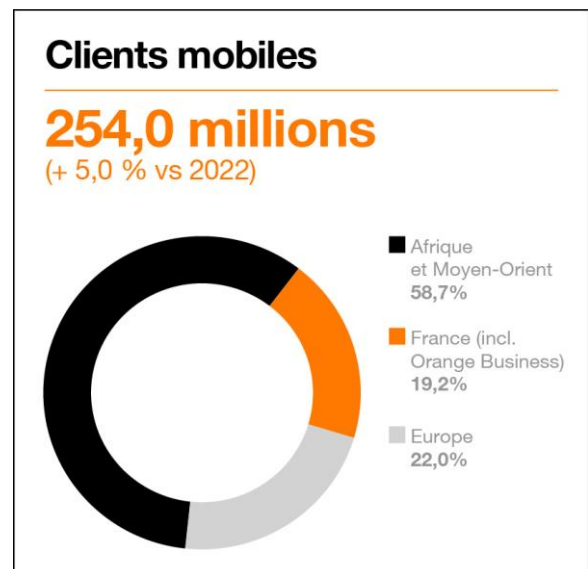 Clients mobiles
254,0 millions
(+ 5,0 % vs 2022)
Afrique
et Moyen-Orient
58,7%
France (incl.
Orange Business)
19,2%
Europe
22,0%